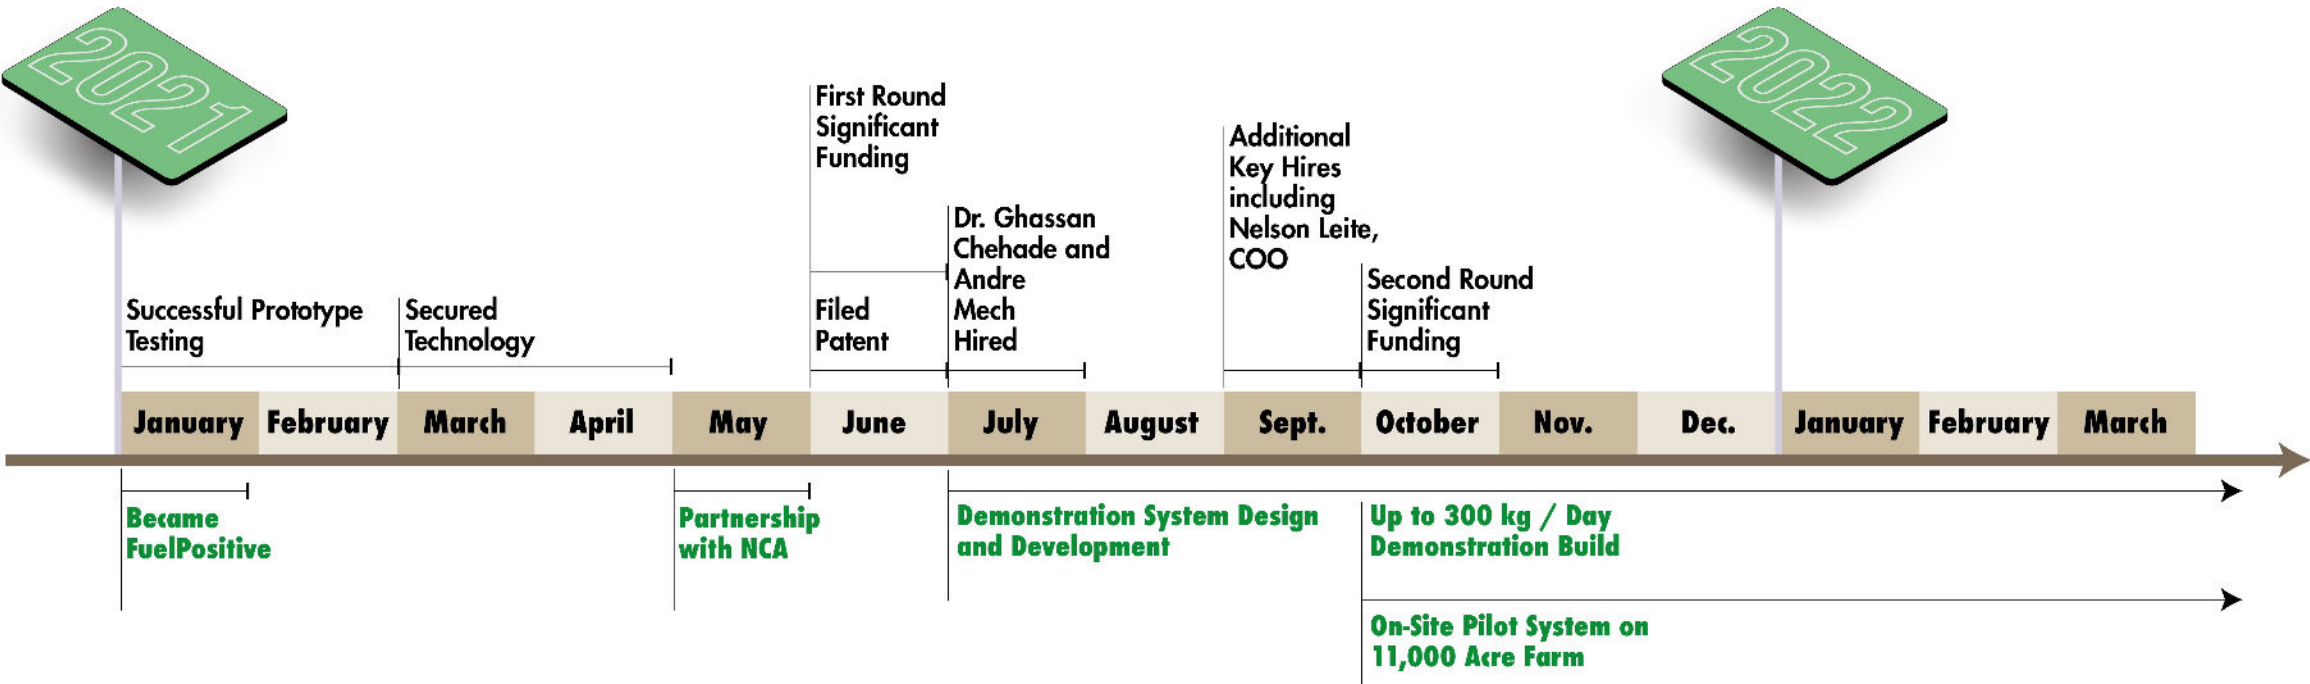 2021
2022
First Round
Significant
Funding
Additional
Key Hires
including
Nelson Leite,
COO
Dr. Ghassan
Chehade and
Andre
Mech
Hired
Second Round
Significant
Funding
Successful Prototype
Testing
Secured
Technology
Filed
Patent
January February March April May June July August Sept. October Nov. Dec. January February March
Became
FuelPositive
Partnership
with NCA
Demonstration System Design
and Development
Up to 300 kg / Day
Demonstration Build
On-Site Pilot System on
11,000 Acre Farm